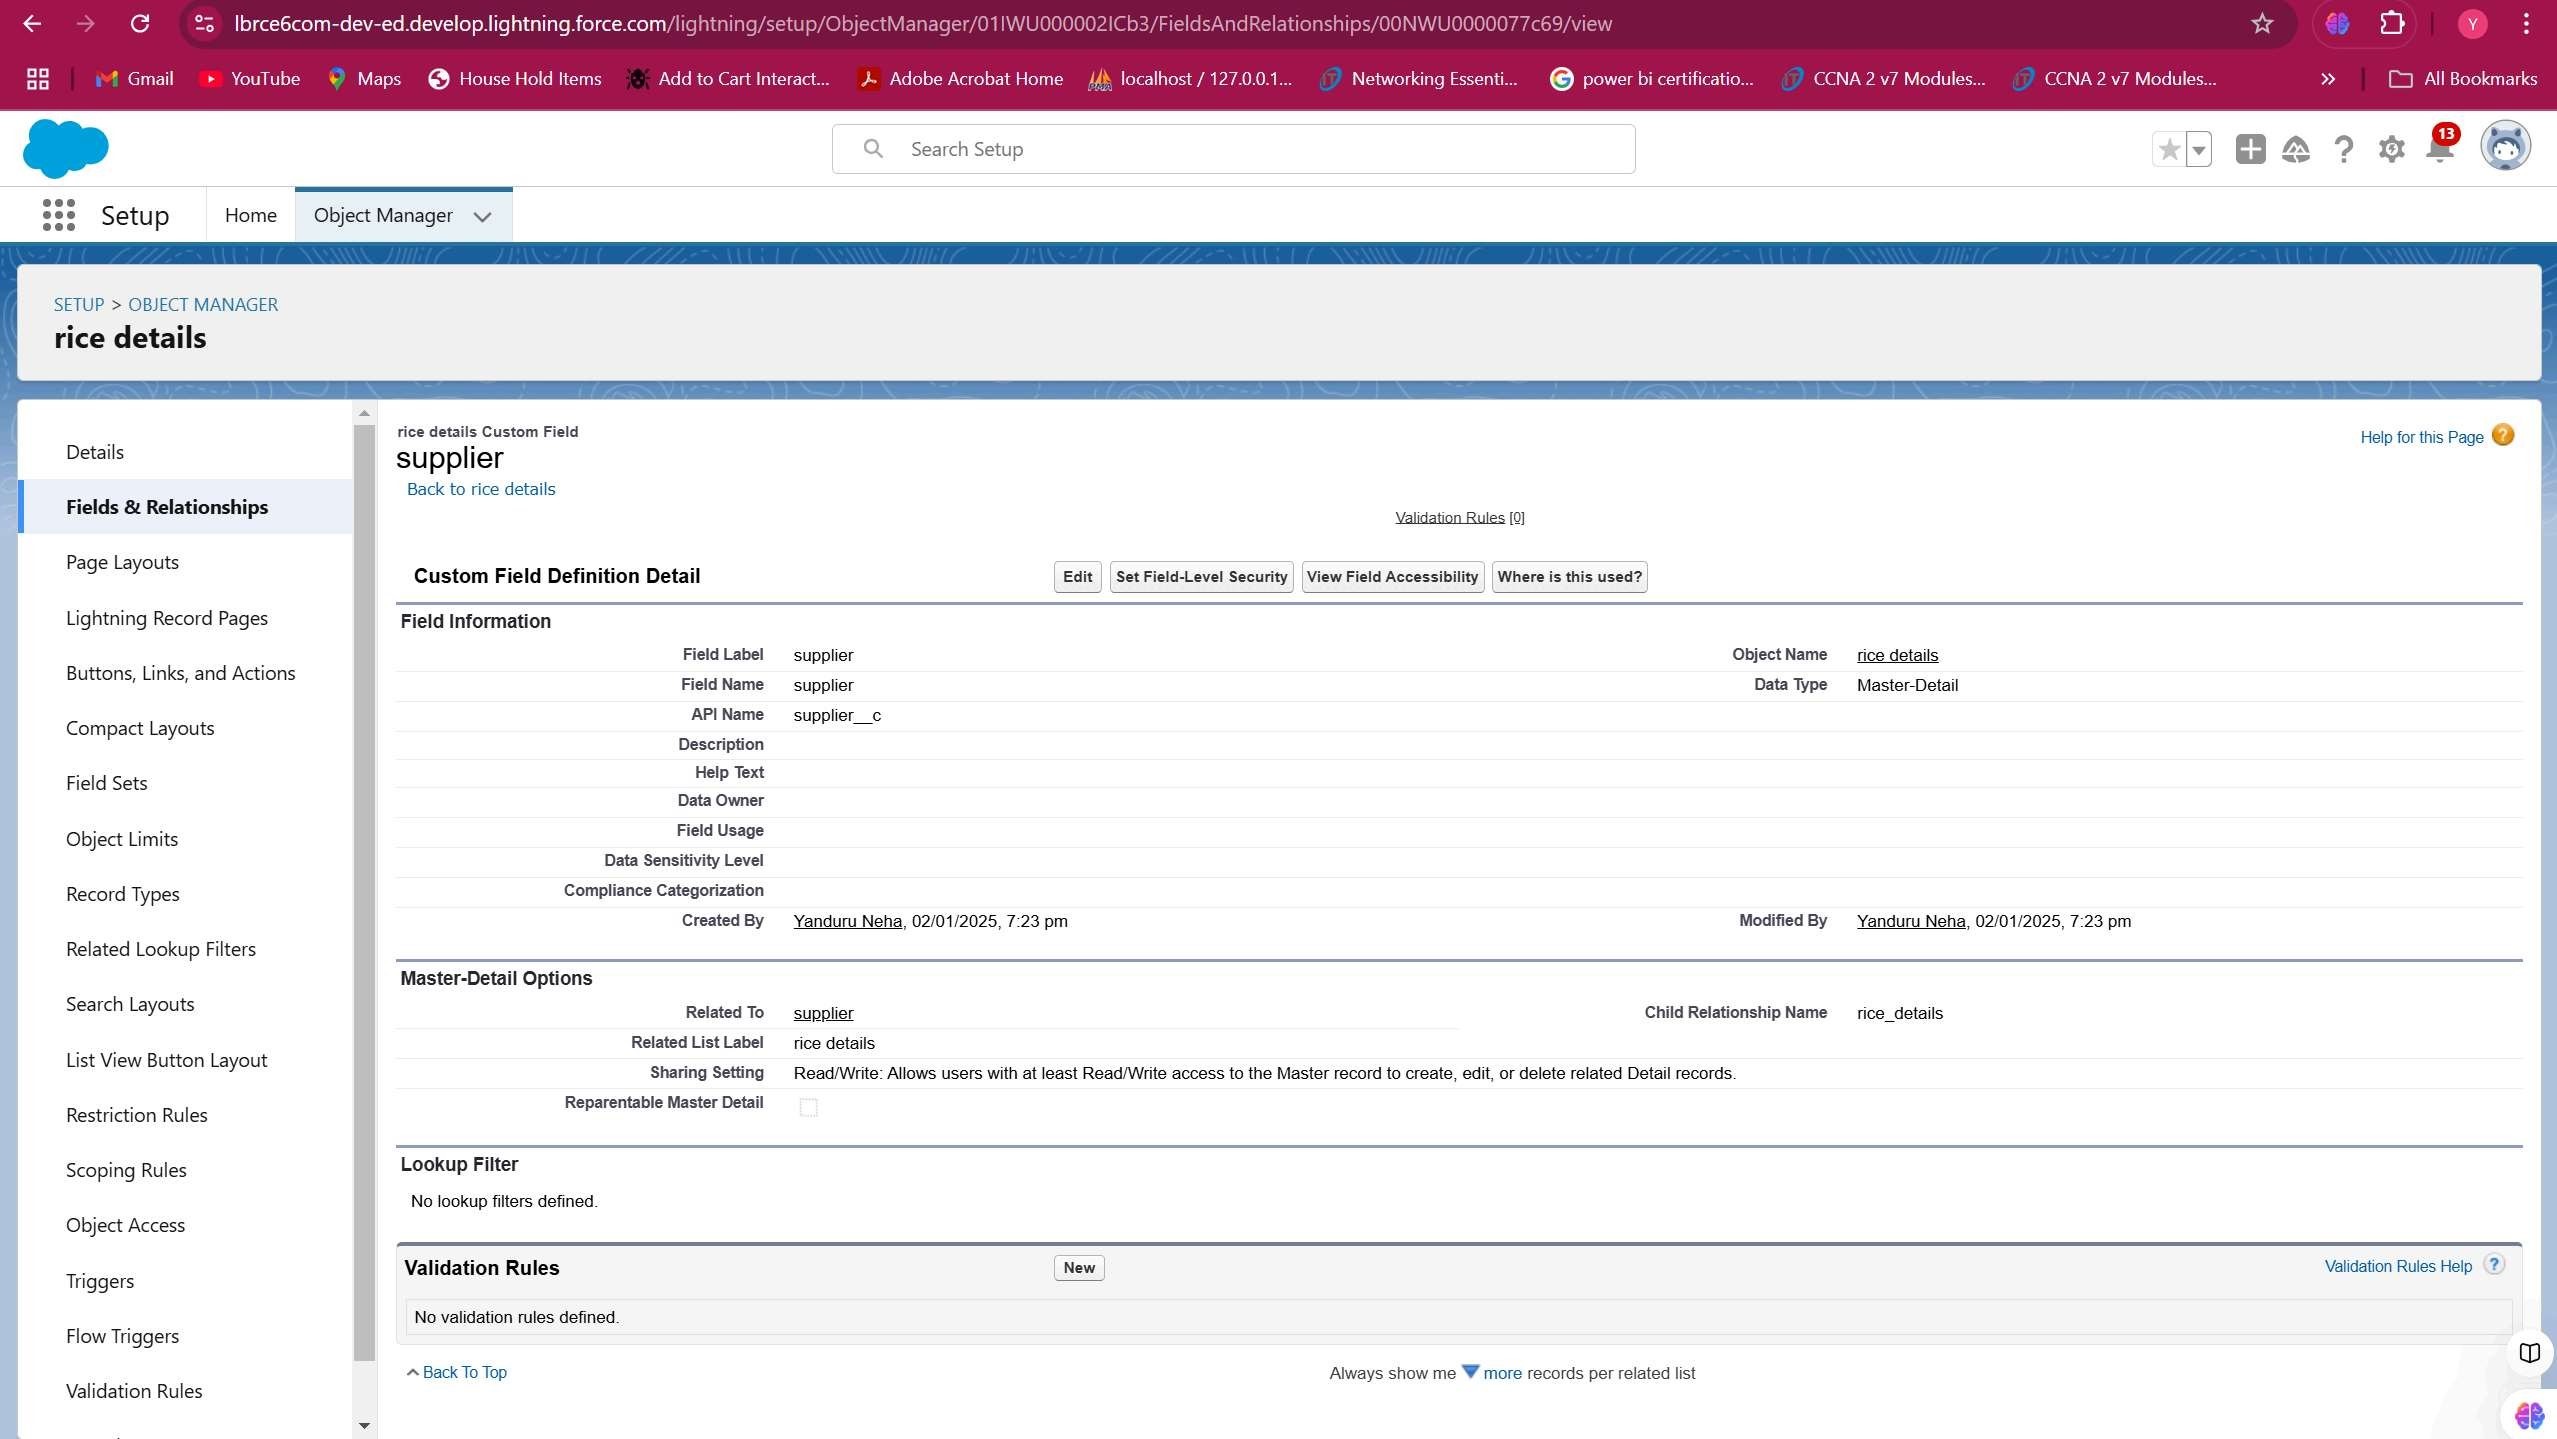 lbrce6com-dev-ed.develop.lightning.force.com/lightning/setup/ObjectManager/01IWU000002ICb3/FieldsAndRelationships/00NWU0000077c69/view
Y
Gmail YouTube Maps House Hold Items Add to Cart Interact... Adobe Acrobat Home localhost / 127.0.0.1... Networking Essenti... power bi certificatio... CCNA 2 v7 Modules... CCNA 2 v7 Modules... » All Bookmarks
Search Setup
13
Setup Home Object Manager
SETUP > OBJECT MANAGER
rice details
Details
Fields & Relationships
Page Layouts
Lightning Record Pages
Buttons, Links, and Actions
Compact Layouts
Field Sets
Object Limits
Record Types
Related Lookup Filters
Search Layouts
List View Button Layout
Restriction Rules
Scoping Rules
Object Access
Triggers
Flow Triggers
Validation Rules
rice details Custom Field
supplier
Back to rice details
Help for this Page ?
Validation Rules [0]
Custom Field Definition Detail Edit Set Field-Level Security View Field Accessibility Where is this used?
Field Information
Field Label supplier Object Name rice details
Field Name supplier Data Type Master-Detail
API Name supplier__c
Description
Help Text
Data Owner
Field Usage
Data Sensitivity Level
Compliance Categorization
Created By Yanduru Neha, 02/01/2025, 7:23 pm Modified By Yanduru Neha, 02/01/2025, 7:23 pm
Master-Detail Options
Related To supplier Child Relationship Name rice_details
Related List Label rice details
Sharing Setting Read/Write: Allows users with at least Read/Write access to the Master record to create, edit, or delete related Detail records.
Reparentable Master Detail
Lookup Filter
No lookup filters defined.
Validation Rules New Validation Rules Help ?
No validation rules defined.
Back To Top Always show me more records per related list